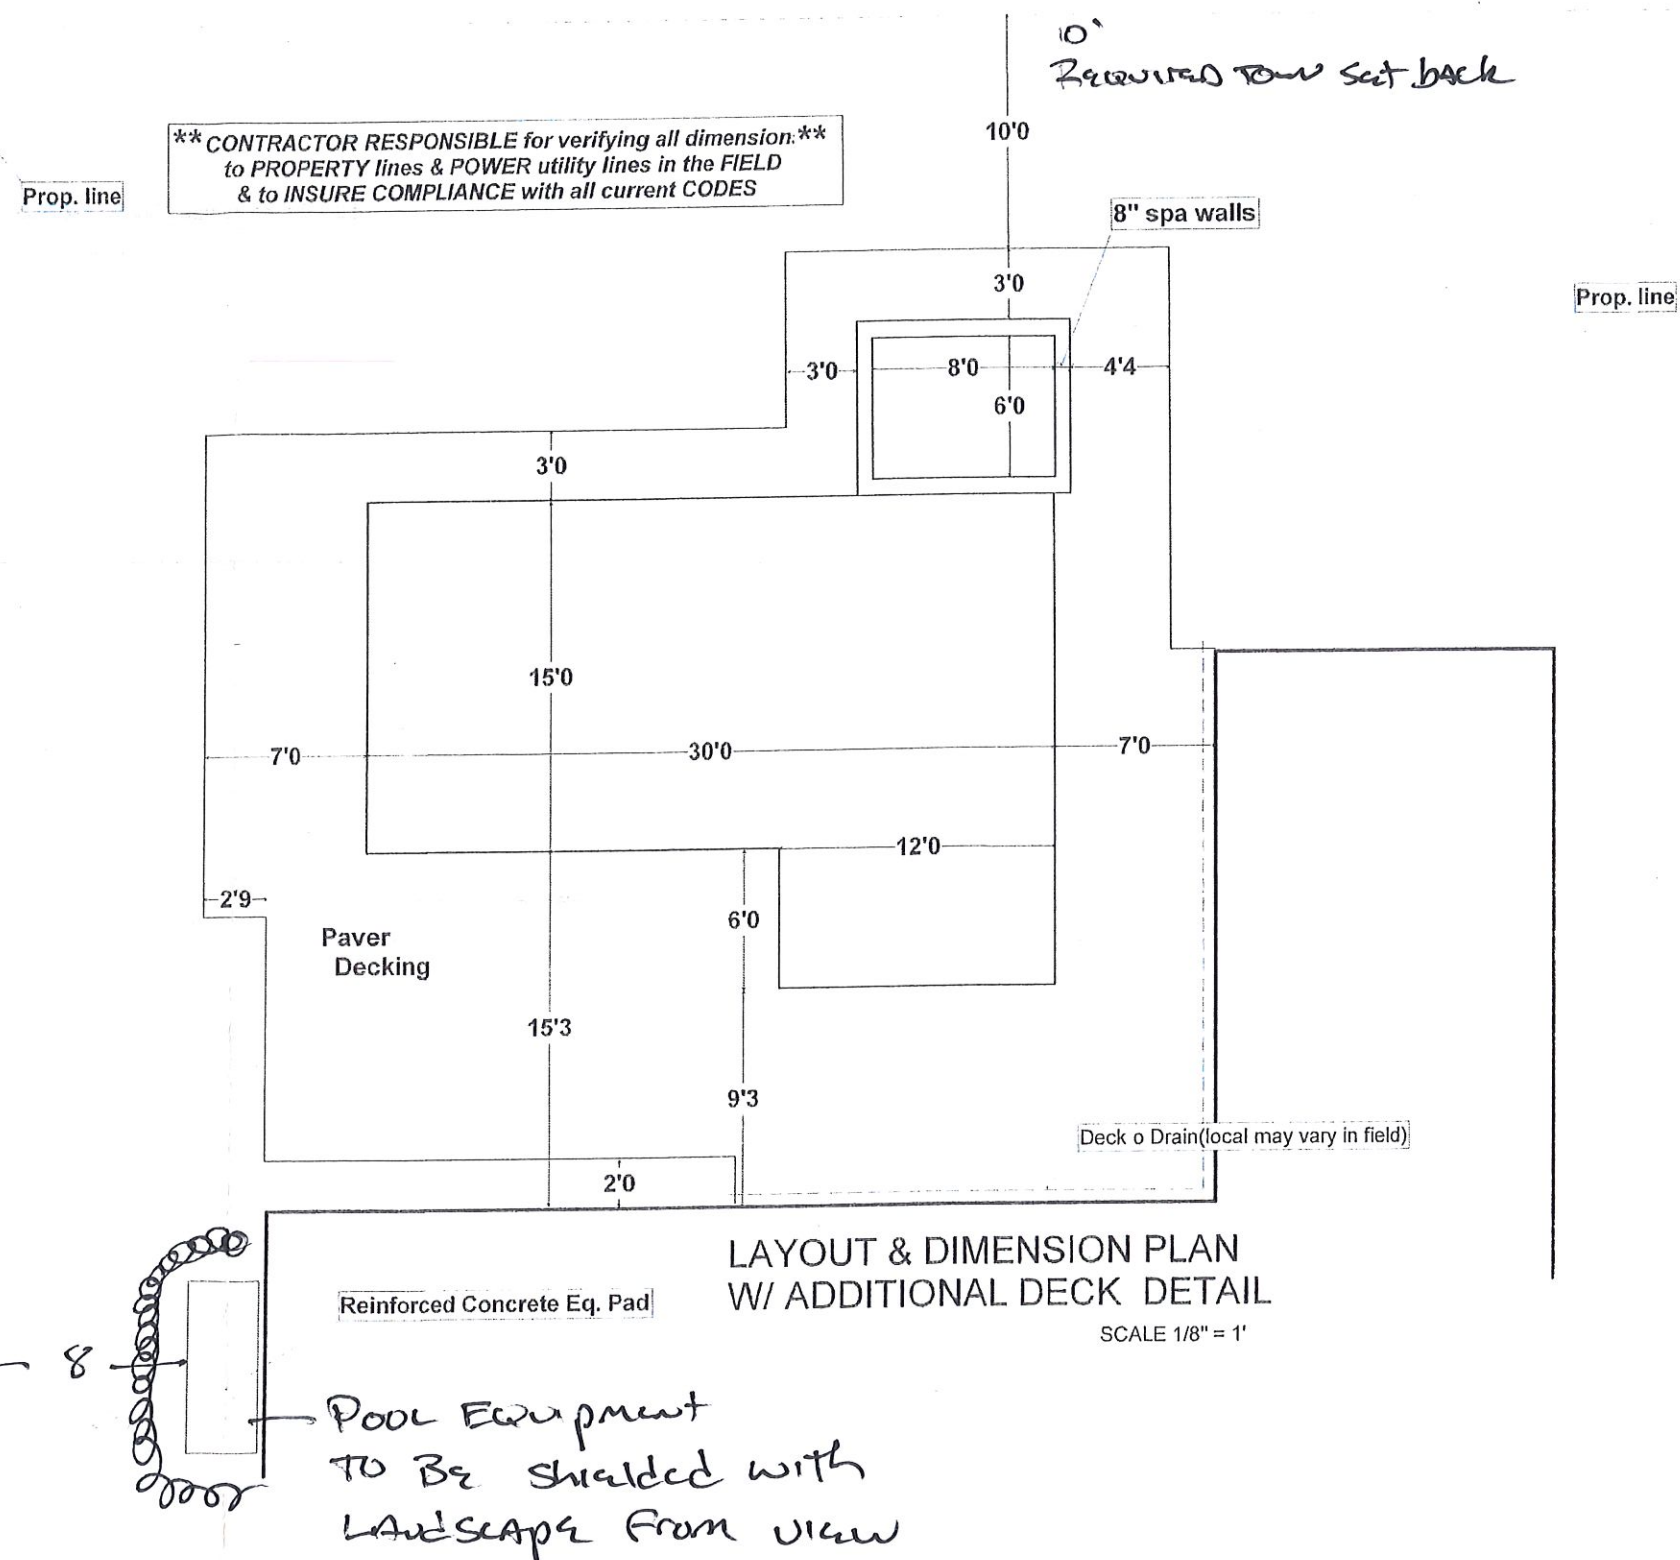 10'
REQUIRED TOWN Set back
10'0
** CONTRACTOR RESPONSIBLE for verifying all dimension:**
to PROPERTY lines & POWER utility lines in the FIELD
& to INSURE COMPLIANCE with all current CODES
Prop. line
8" spa walls
3'0
Prop. line
3'0
8'0
4'4
6'0
3'0
15'0
7'0
30'0
7'0
12'0
2'9
6'0
Paver
Decking
15'3
9'3
Deck o Drain(local may vary in field)
2'0
LAYOUT & DIMENSION PLAN
W/ ADDITIONAL DECK DETAIL
SCALE 1/8" = 1'
Reinforced Concrete Eq. Pad
8
POOL EQUIPMENT
TO BE Shielded with
LANdSCAPE From VIEW